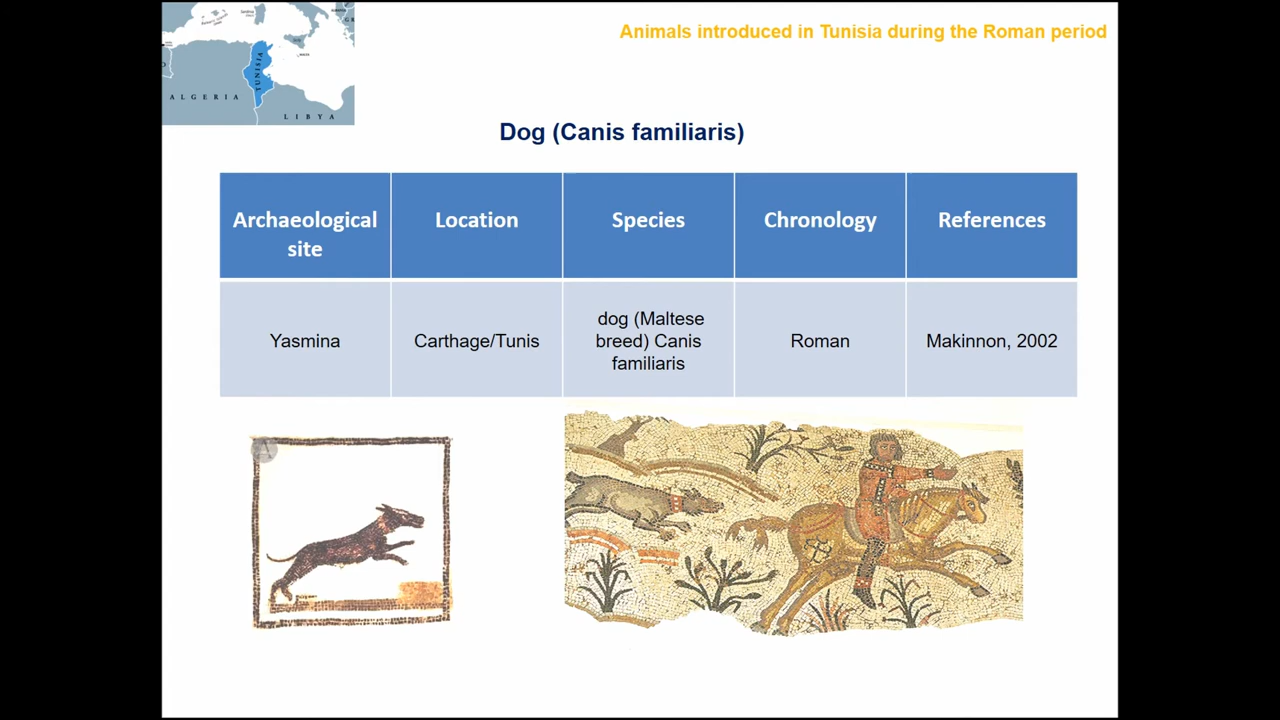 Animals introduced in Tunisia during the Roman period
TUNISIA
ALGERIA
LIBYA
Dog (Canis familiaris)
Archaeological
site
Location
Species
Chronology
References
Yasmina
Carthage/Tunis
dog (Maltese
breed) Canis
familiaris
Roman
Makinnon, 2002